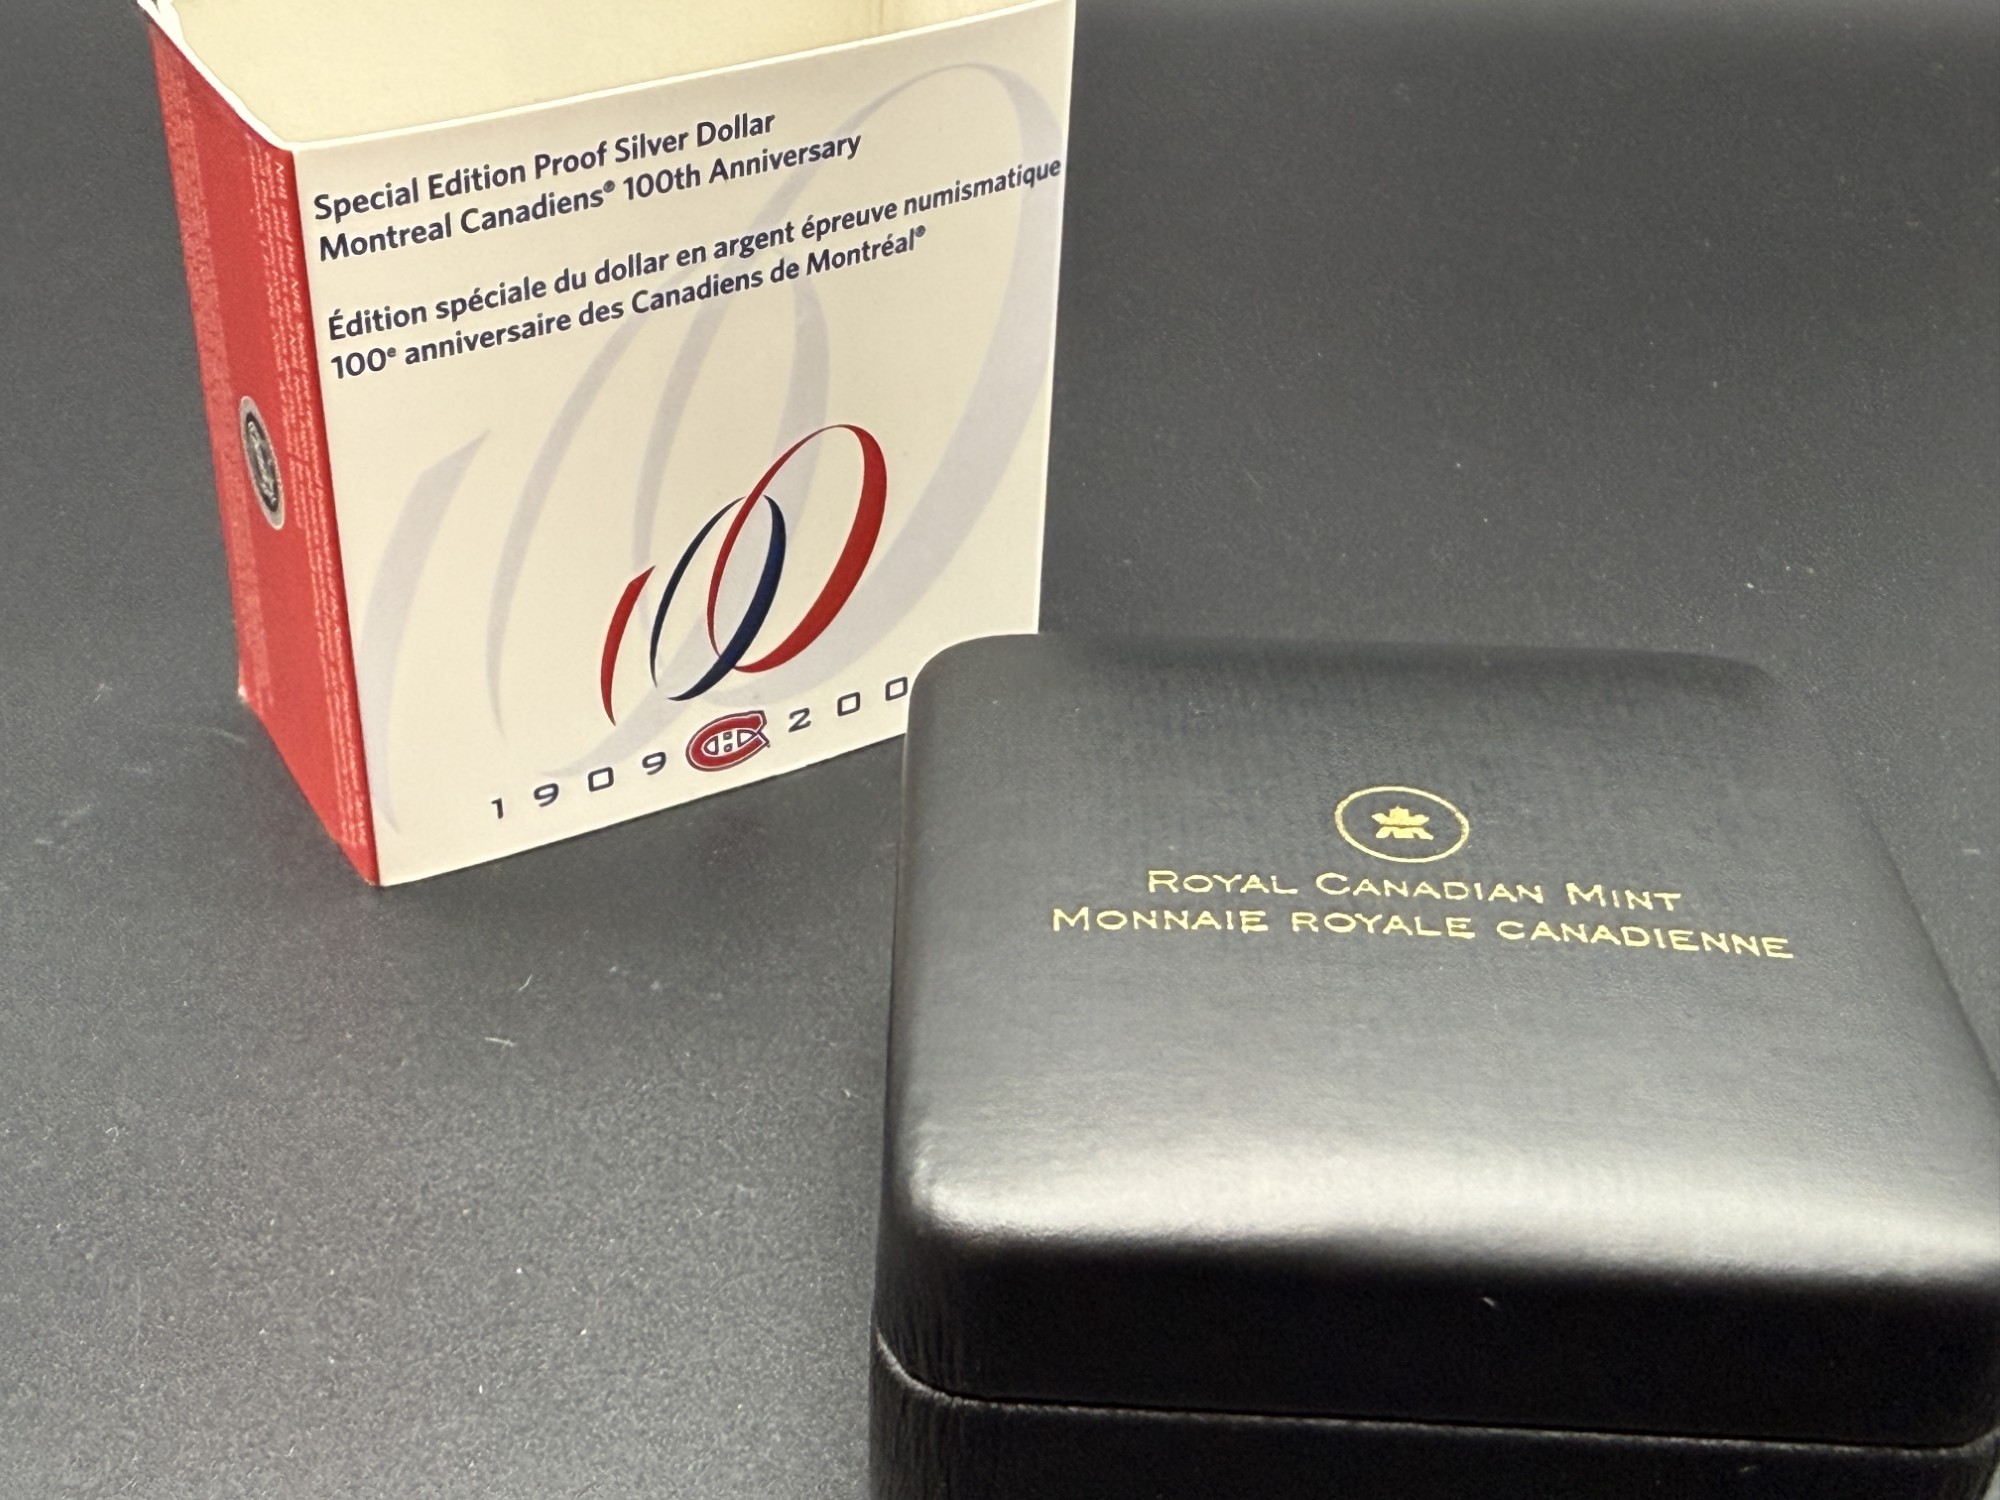 Special Edition Proof Silver Dollar
Montreal Canadiens® 100th Anniversary
Édition spéciale du dollar en argent épreuve numismatique
100e anniversaire des Canadiens de Montréal®
100
1909 C 200
ROYAL CANADIAN MINT
MONNAIE ROYALE CANADIENNE